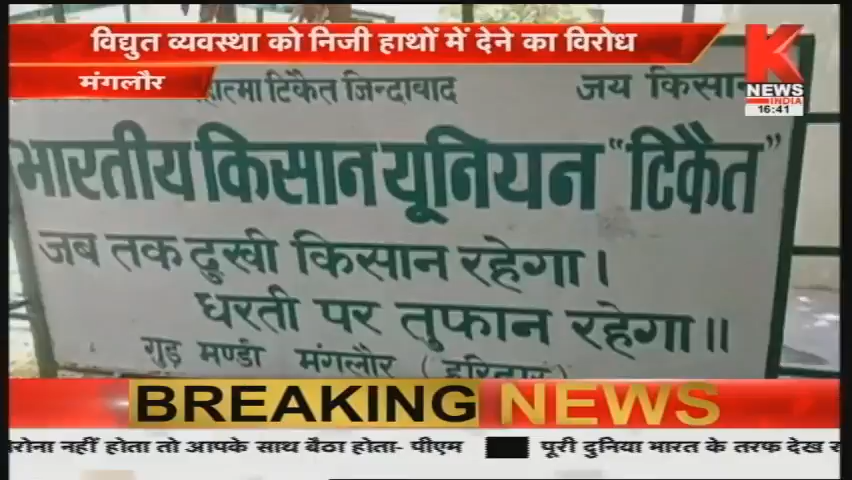 विद्युत व्यवस्था को निजी हाथों में देने का विरोध
मंगलौर
K
NEWS
INDIA
16:41
टिकैत जिन्दाबाद
जय किसान
भारतीय किसान यूनियन "टिकैत"
जब तक दुखी किसान रहेगा।
धरती पर तुफान रहेगा॥
गुड़ मण्डी मंगलौर (हरिद्वार)
BREAKING NEWS
नहीं होता तो आपके साथ बैठा होता- पीएम
पूरी दुनिया भारत के तरफ देख